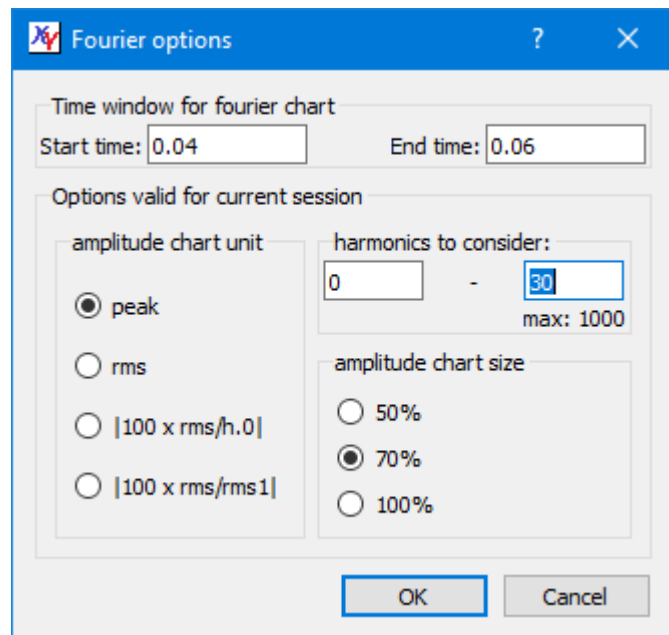 XY Fourier options ? ×
Time window for fourier chart
Start time: 0.04 End time: 0.06
Options valid for current session
amplitude chart unit
peak
rms
|100 x rms/h.0|
|100 x rms/rms1|
harmonics to consider:
0 - 30
max: 1000
amplitude chart size
50%
70%
100%
OK Cancel